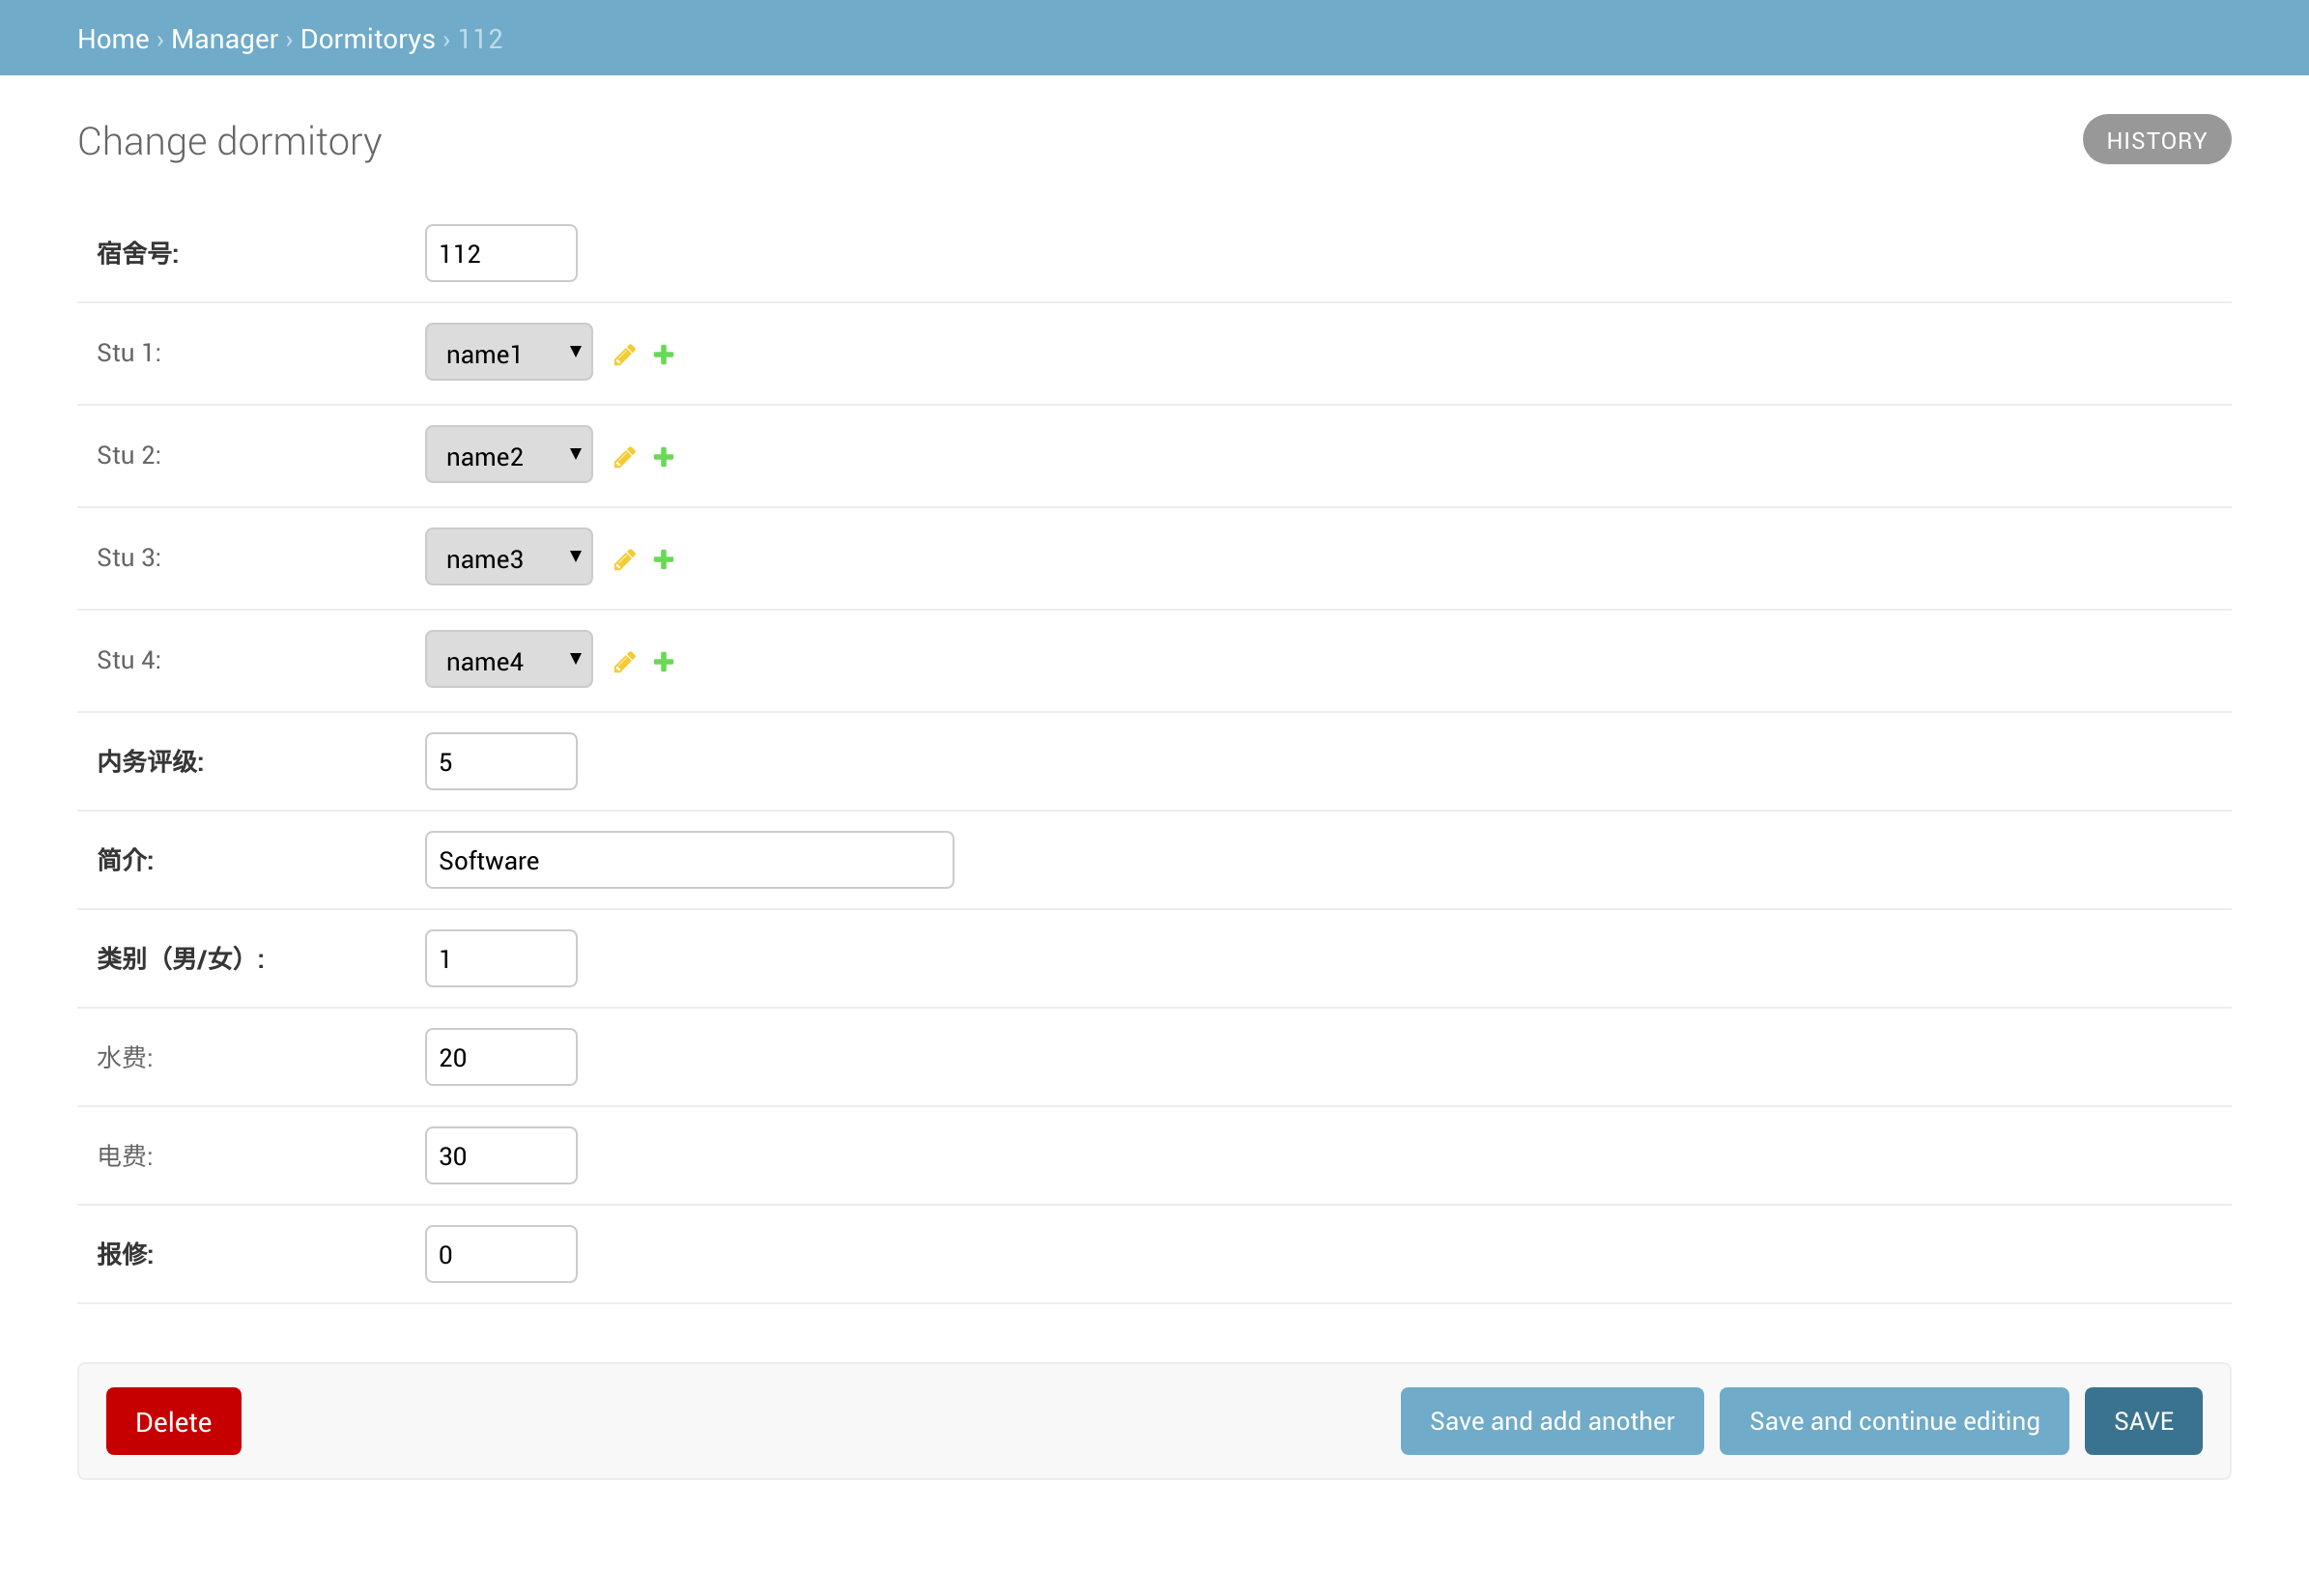 Home › Manager › Dormitorys › 112
Change dormitory
HISTORY
宿舍号: 112
Stu 1: name1
Stu 2: name2
Stu 3: name3
Stu 4: name4
内务评级: 5
简介: Software
类别（男/女）: 1
水费: 20
电费: 30
报修: 0
Delete Save and add another Save and continue editing SAVE